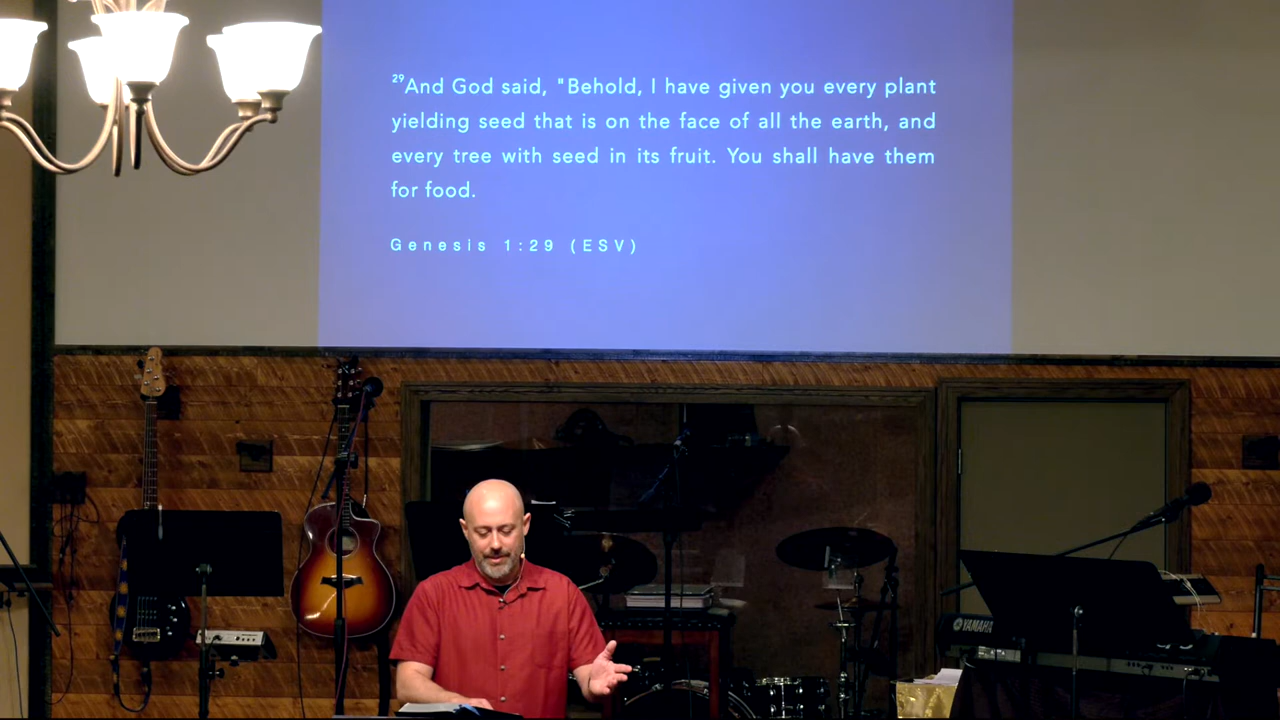 ²⁹And God said, "Behold, I have given you every plant
yielding seed that is on the face of all the earth, and
every tree with seed in its fruit. You shall have them
for food.
Genesis 1:29 (ESV)
YAMAHA